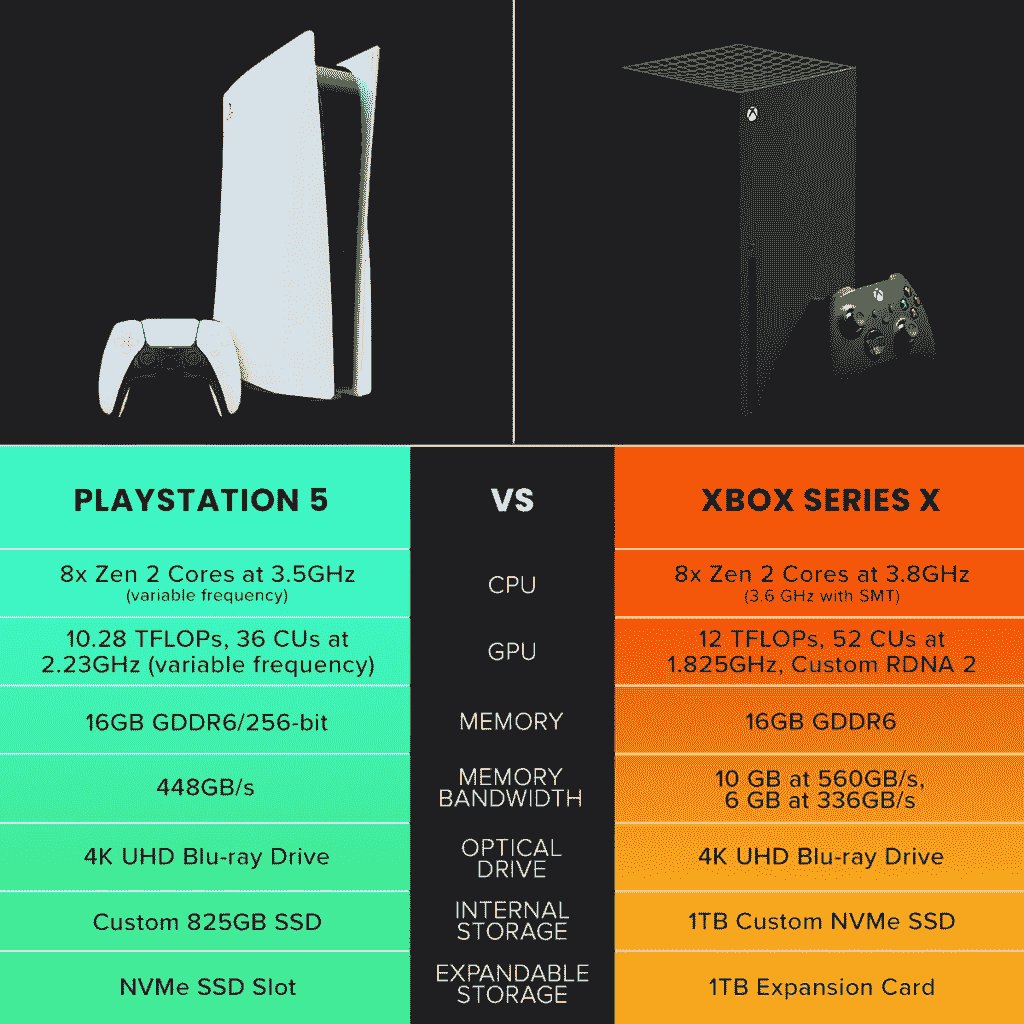 PLAYSTATION 5
VS
XBOX SERIES X
8x Zen 2 Cores at 3.5GHz
(variable frequency)
CPU
8x Zen 2 Cores at 3.8GHz
(3.6 GHz with SMT)
10.28 TFLOPs, 36 CUs at
2.23GHz (variable frequency)
GPU
12 TFLOPs, 52 CUs at
1.825GHz, Custom RDNA 2
16GB GDDR6/256-bit
MEMORY
16GB GDDR6
448GB/s
MEMORY
BANDWIDTH
10 GB at 560GB/s,
6 GB at 336GB/s
4K UHD Blu-ray Drive
OPTICAL
DRIVE
4K UHD Blu-ray Drive
Custom 825GB SSD
INTERNAL
STORAGE
1TB Custom NVMe SSD
NVMe SSD Slot
EXPANDABLE
STORAGE
1TB Expansion Card